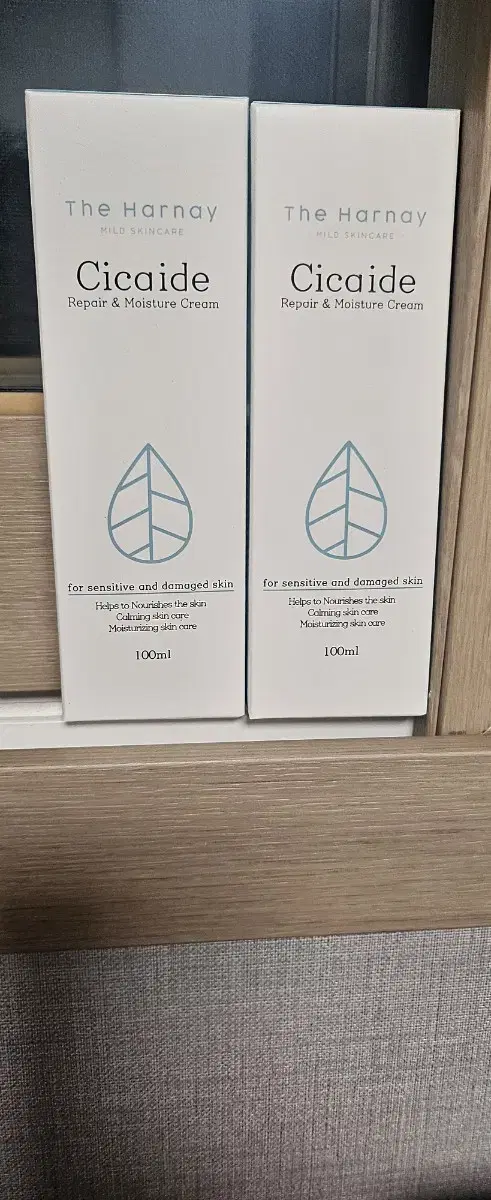 The Harnay
MILD SKINCARE
Cicaide
Repair & Moisture Cream
for sensitive and damaged skin
Helps to Nourishes the skin
Calming skin care
Moisturizing skin care
100ml
The Harnay
MILD SKINCARE
Cicaide
Repair & Moisture Cream
for sensitive and damaged skin
Helps to Nourishes the skin
Calming skin care
Moisturizing skin care
100ml